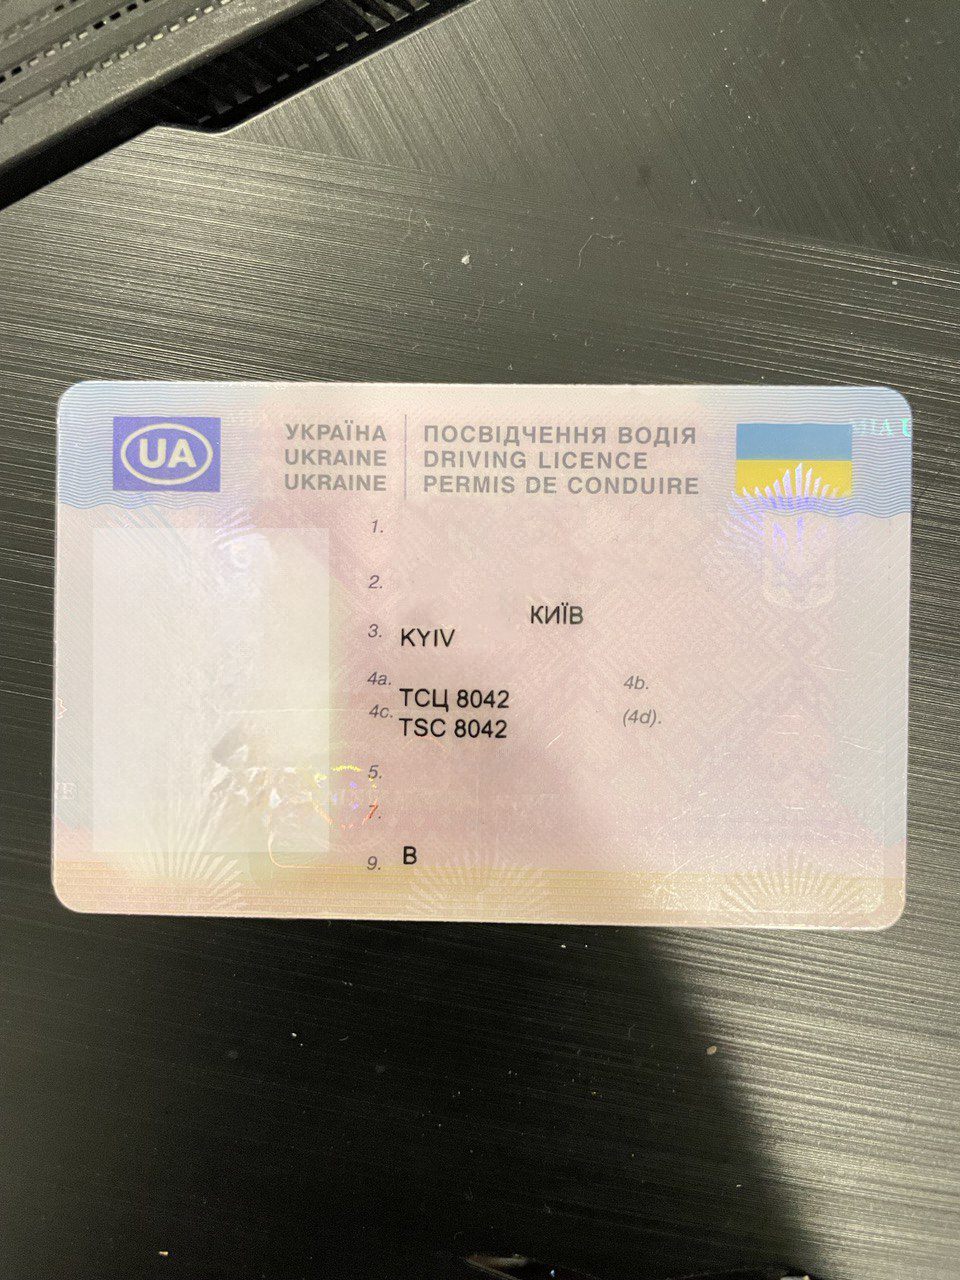 UA
УКРАЇНА
UKRAINE
UKRAINE
ПОСВІДЧЕННЯ ВОДІЯ
DRIVING LICENCE
PERMIS DE CONDUIRE
1.
2.
КИЇВ
3. KYIV
4a. 4b.
ТСЦ 8042
4c. (4d).
TSC 8042
5.
7.
9. B